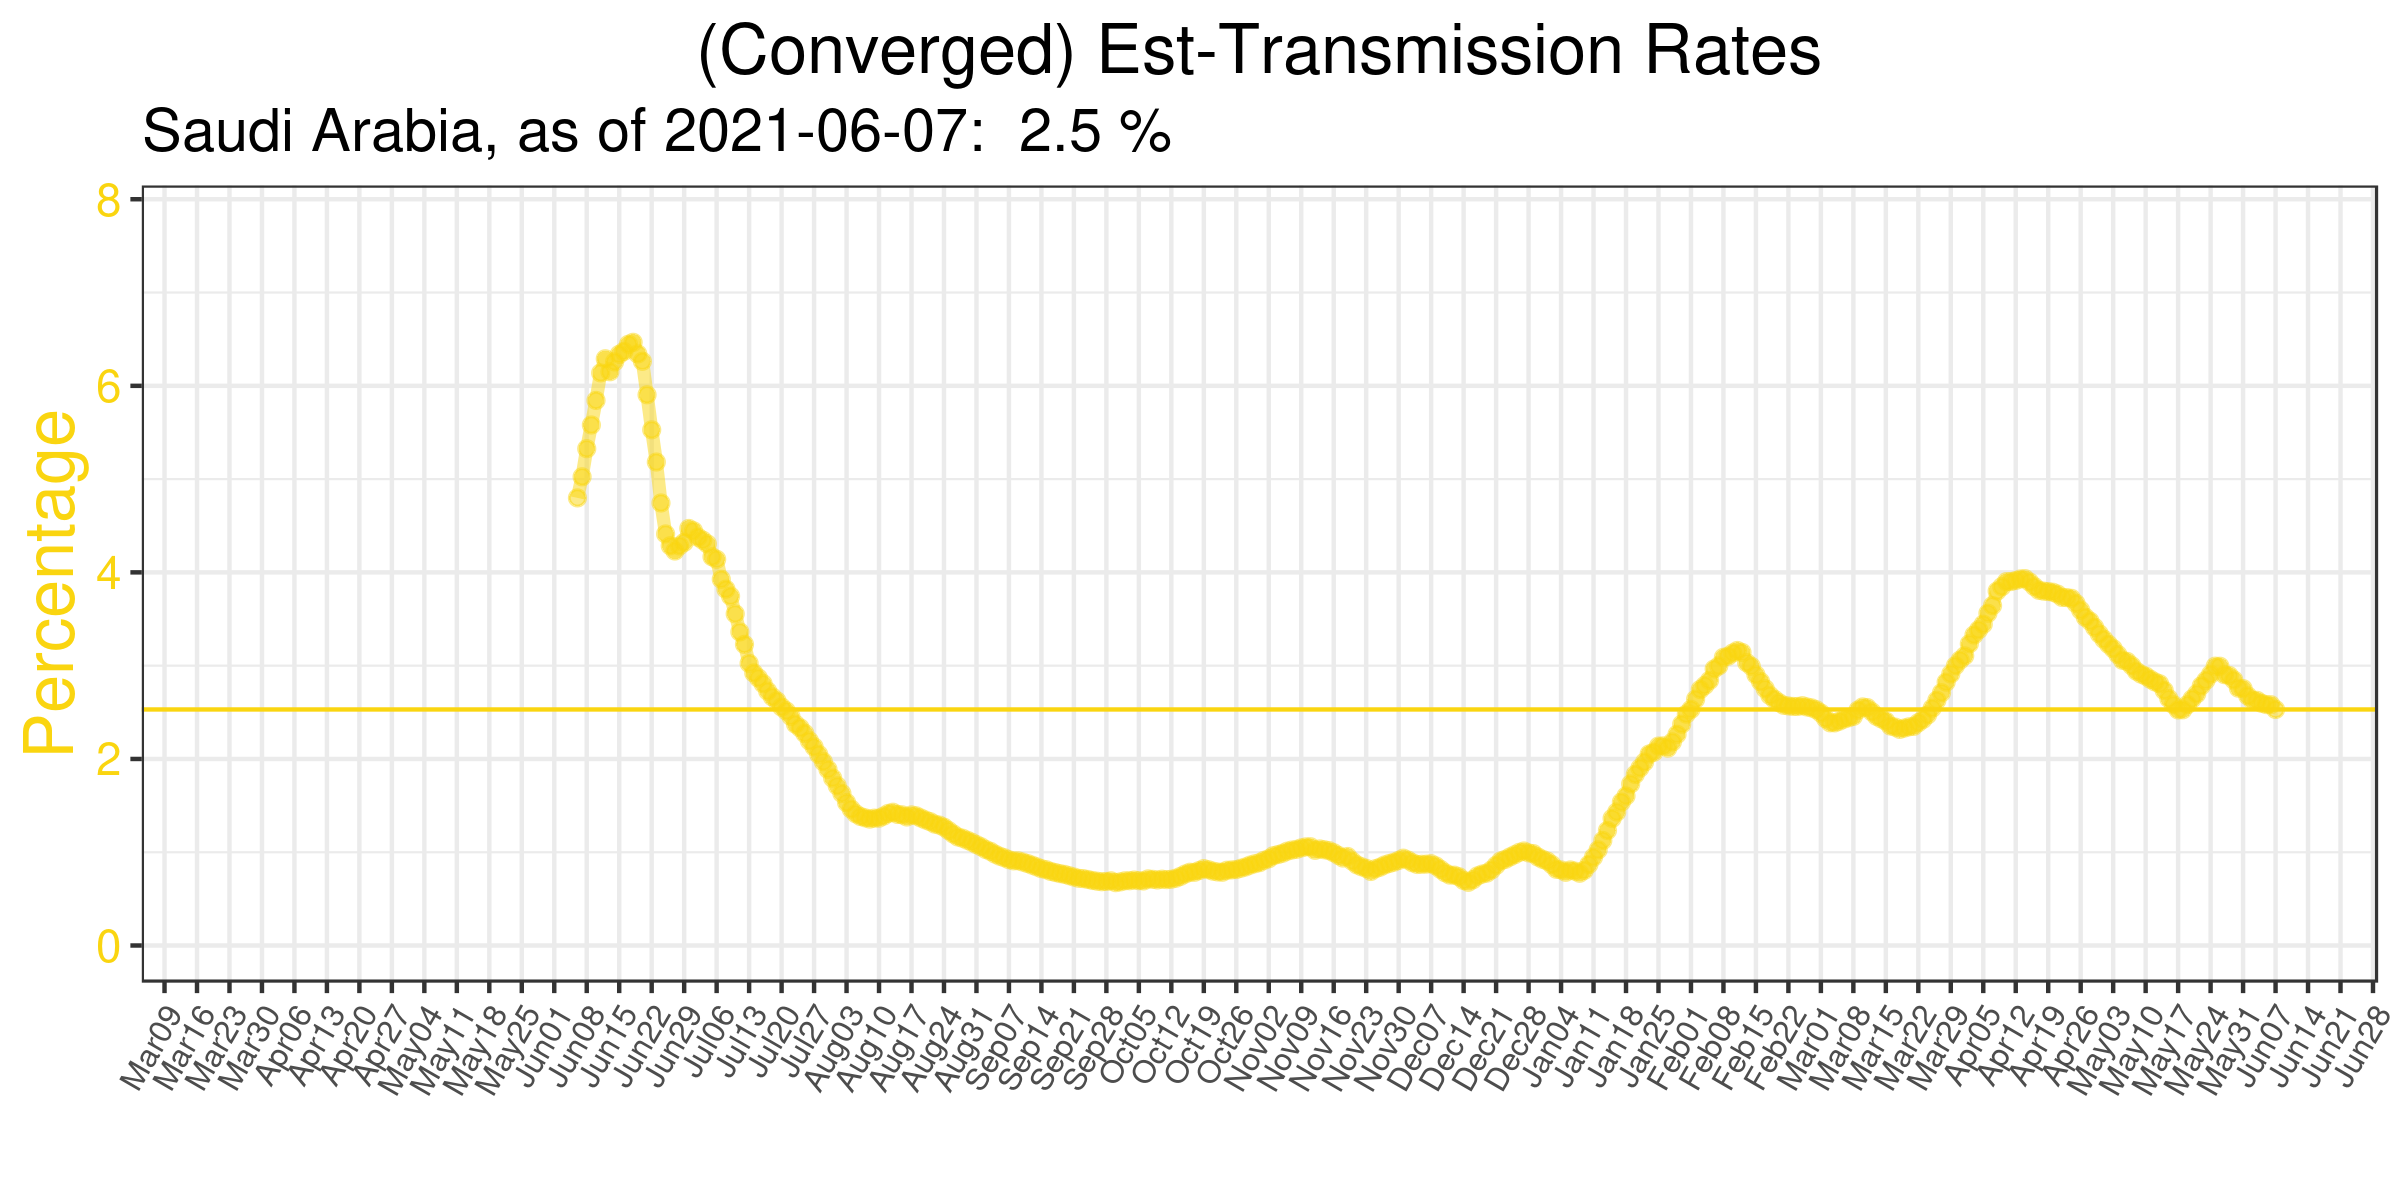 (Converged) Est-Transmission Rates
Saudi Arabia, as of 2021-06-07:  2.5 %
Percentage
8
6
4
2
0
Mar09
Mar16
Mar23
Mar30
Apr06
Apr13
Apr20
Apr27
May04
May11
May18
May25
Jun01
Jun08
Jun15
Jun22
Jun29
Jul06
Jul13
Jul20
Jul27
Aug03
Aug10
Aug17
Aug24
Aug31
Sep07
Sep14
Sep21
Sep28
Oct05
Oct12
Oct19
Oct26
Nov02
Nov09
Nov16
Nov23
Nov30
Dec07
Dec14
Dec21
Dec28
Jan04
Jan11
Jan18
Jan25
Feb01
Feb08
Feb15
Feb22
Mar01
Mar08
Mar15
Mar22
Mar29
Apr05
Apr12
Apr19
Apr26
May03
May10
May17
May24
May31
Jun07
Jun14
Jun21
Jun28